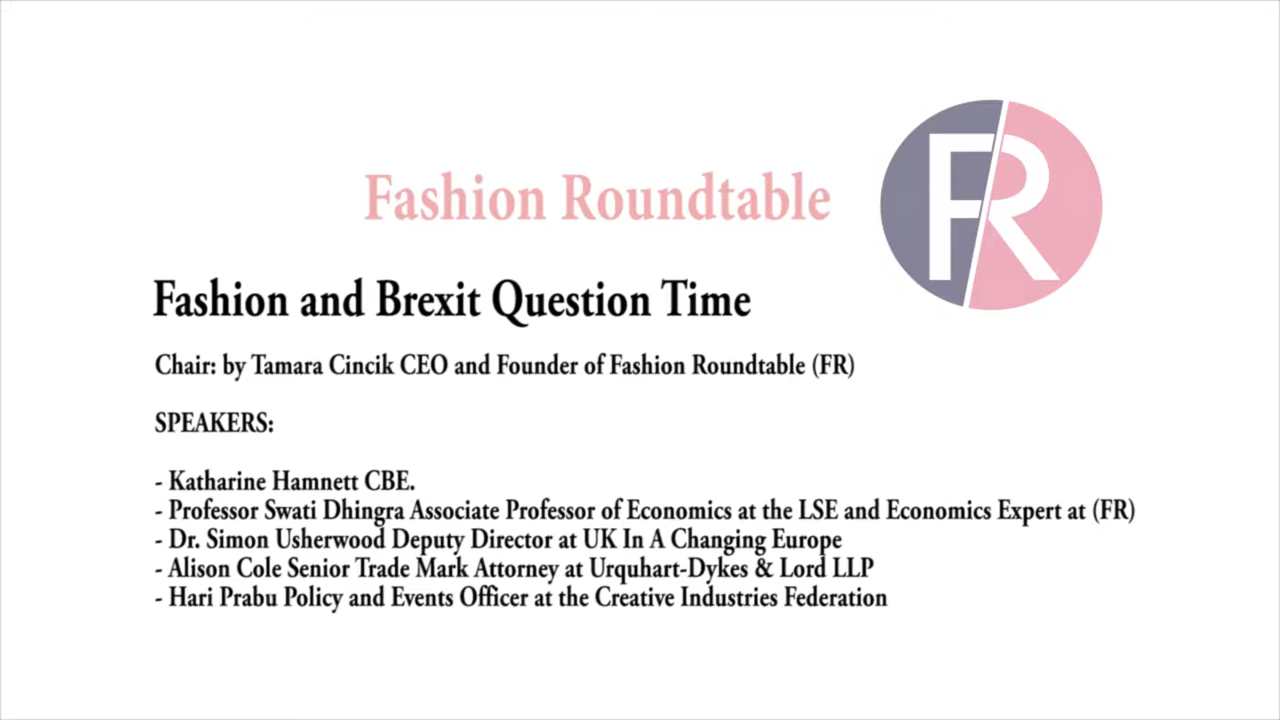 Fashion Roundtable
FR
Fashion and Brexit Question Time
Chair: by Tamara Cincik CEO and Founder of Fashion Roundtable (FR)
SPEAKERS:
- Katharine Hamnett CBE.
- Professor Swati Dhingra Associate Professor of Economics at the LSE and Economics Expert at (FR)
- Dr. Simon Usherwood Deputy Director at UK In A Changing Europe
- Alison Cole Senior Trade Mark Attorney at Urquhart-Dykes & Lord LLP
- Hari Prabu Policy and Events Officer at the Creative Industries Federation